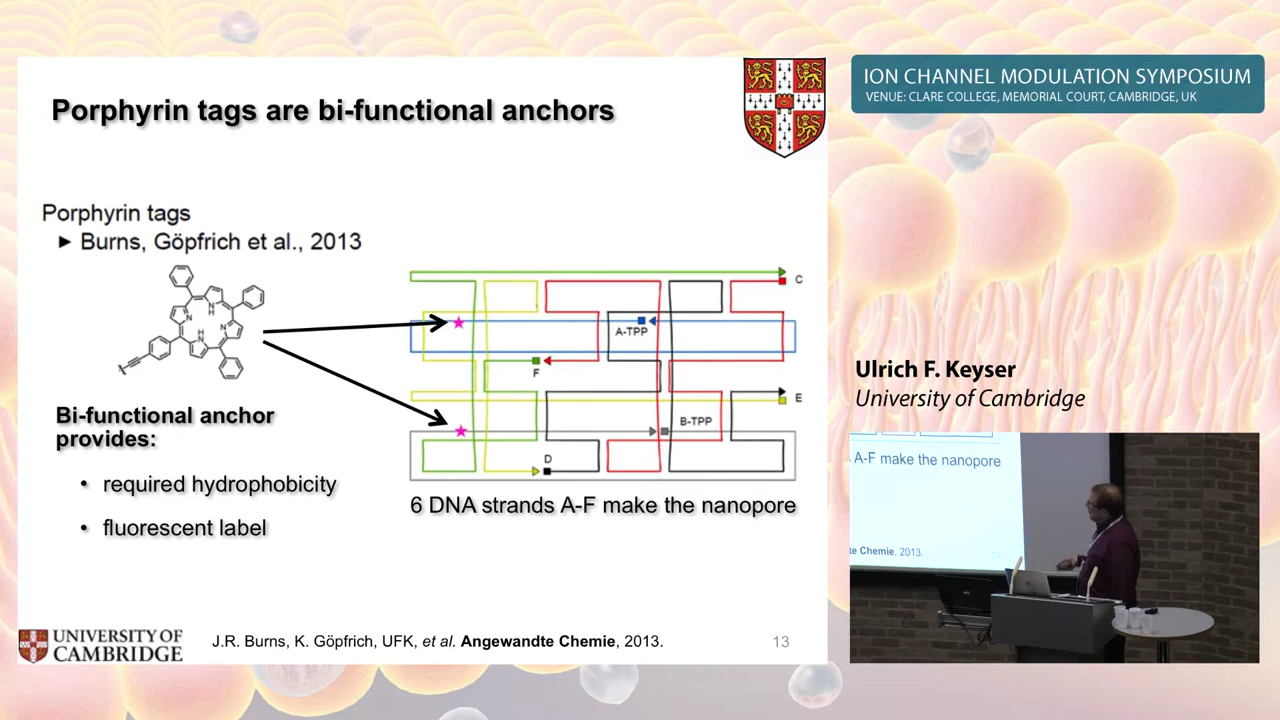 Porphyrin tags are bi-functional anchors
ION CHANNEL MODULATION SYMPOSIUM
VENUE: CLARE COLLEGE, MEMORIAL COURT, CAMBRIDGE, UK
Porphyrin tags
► Burns, Göpfrich et al., 2013
NH
N
N
HN
C
A-TPP
F
E
B-TPP
D
Bi-functional anchor
provides:
• required hydrophobicity
• fluorescent label
6 DNA strands A-F make the nanopore
Ulrich F. Keyser
University of Cambridge
A-F make the nanopore
te Chemie, 2013.
13
UNIVERSITY OF
CAMBRIDGE
J.R. Burns, K. Göpfrich, UFK, et al. Angewandte Chemie, 2013.
13